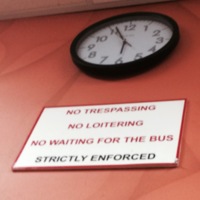 NO TRESPASSING
NO LOITERING
NO WAITING FOR THE BUS
STRICTLY ENFORCED